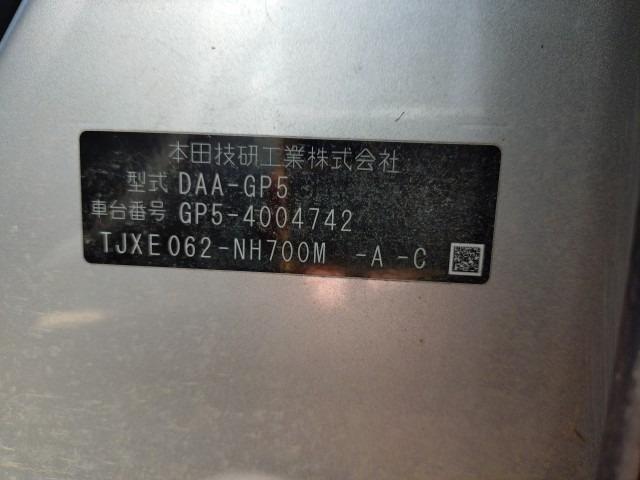 本田技研工業株式会社
型式 DAA-GP5
車台番号 GP5-4004742
TJXE062-NH700M -A -C